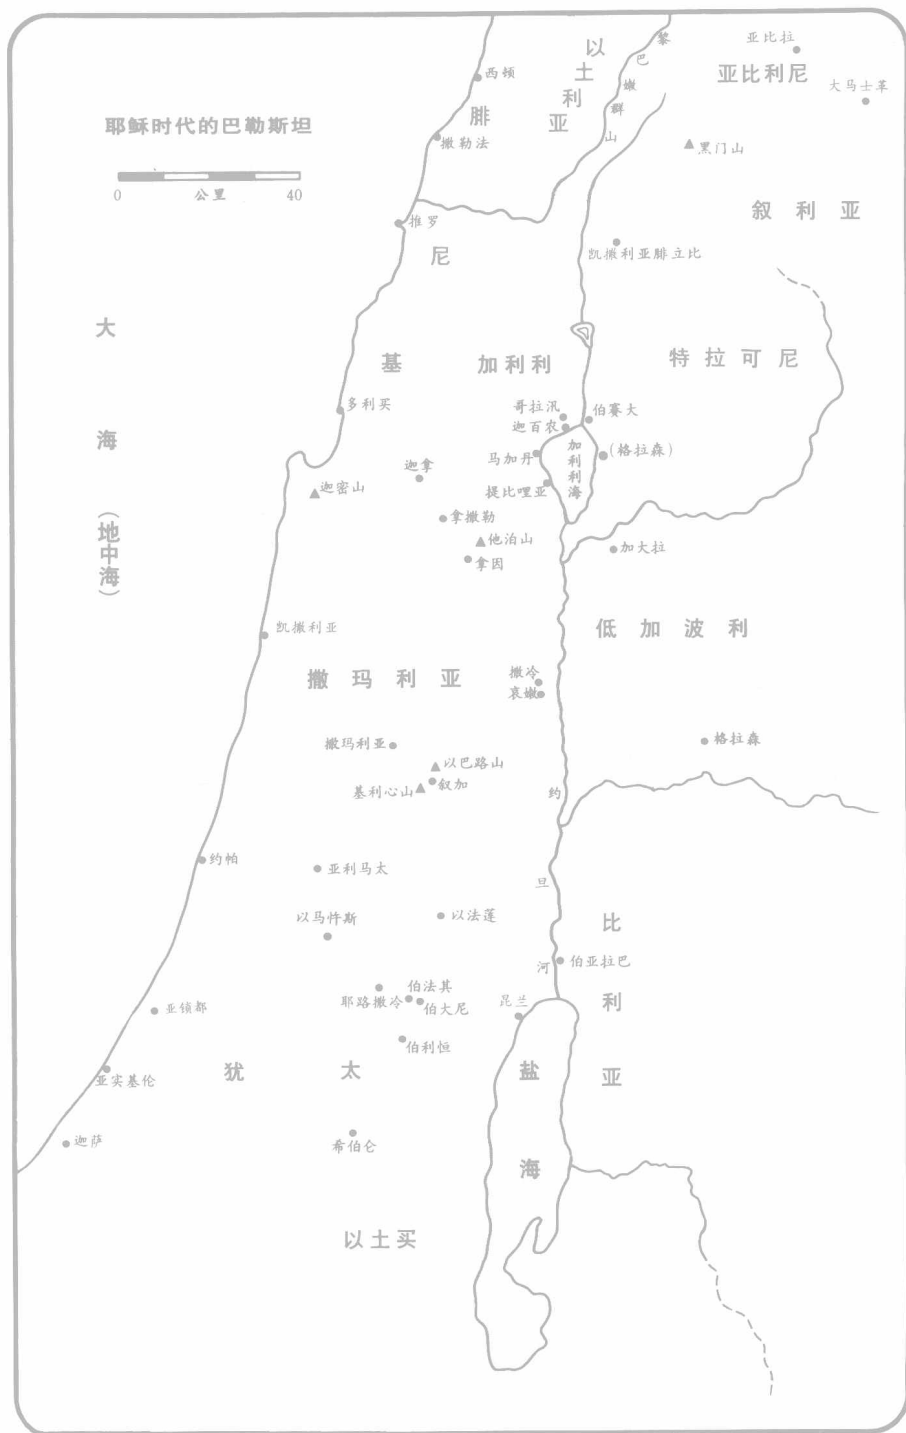 耶稣时代的巴勒斯坦
0 公里 40
大海(地中海)
以土利亚
黎巴嫩群山
亚比拉
亚比利尼
大马士革
西顿
腓尼基
撒勒法
黑门山
叙利亚
推罗
凯撒利亚腓立比
特拉可尼
加利利
多利买
哥拉汛
伯赛大
迦百农
马加丹
加利利海
(格拉森)
迦拿
迦密山
提比哩亚
拿撒勒
他泊山
加大拉
拿因
凯撒利亚
低加波利
撒玛利亚
撒冷
哀嫩
撒玛利亚
格拉森
以巴路山
叙加
基利心山
约旦河
约帕
亚利马太
以马忤斯
以法莲
比利亚
伯亚拉巴
伯法其
耶路撒冷
伯大尼
昆兰
亚锁都
伯利恒
亚实基伦
犹太
盐海
迦萨
希伯仑
以土买